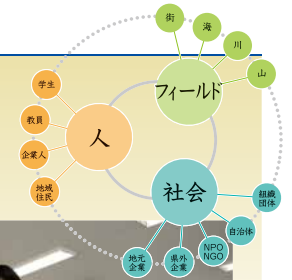 街
海
川
山
フィールド
学生
教員
企業人
地域
住民
人
社会
組織
団体
自治体
NPO
NGO
県外
企業
地元
企業